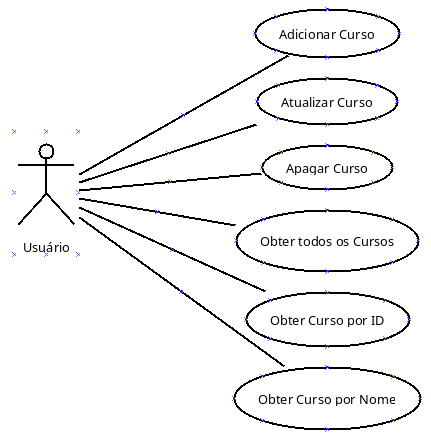 Adicionar Curso
Atualizar Curso
Apagar Curso
Obter todos os Cursos
Usuário
Obter Curso por ID
Obter Curso por Nome